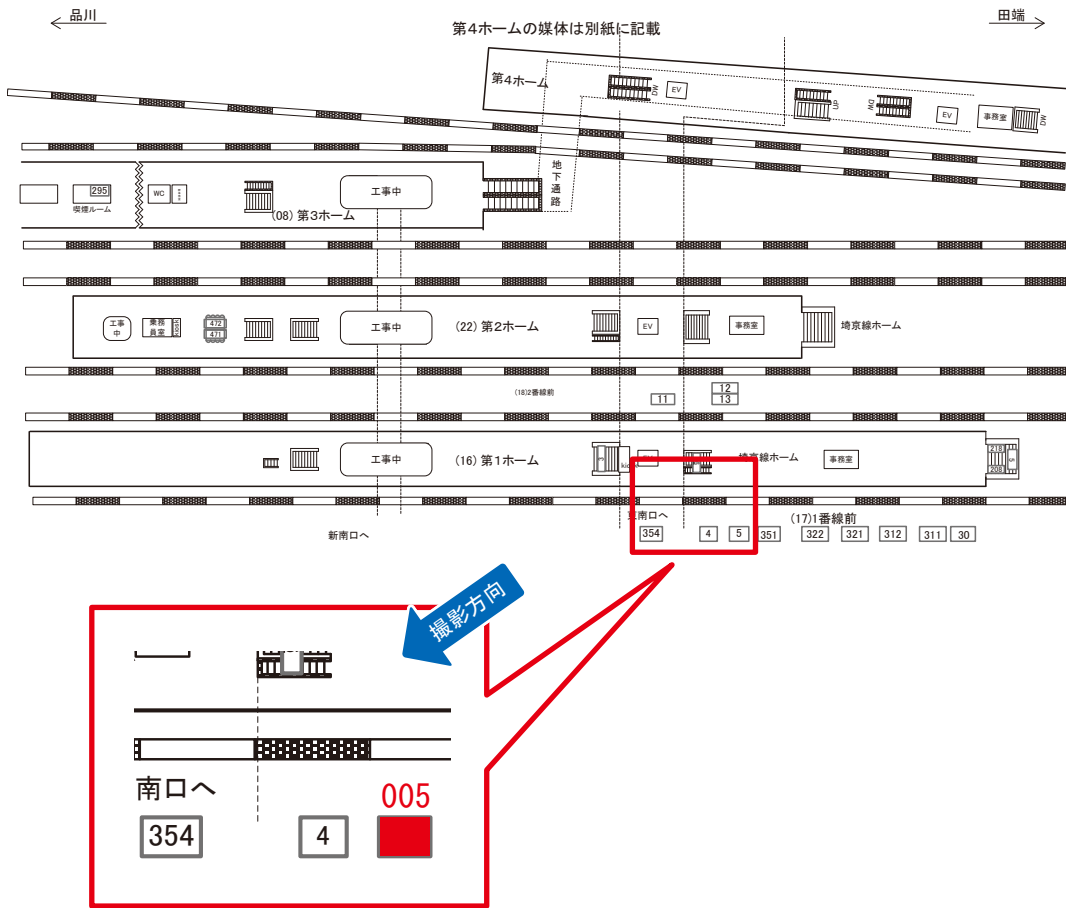 品川
田端
第4ホームの媒体は別紙に記載
第4ホーム
DW
EV
UP
DW
EV
事務室
DW
地下通路
295
喫煙ルーム
WC
工事中
(08) 第3ホーム
工事中
乗務員室
kiosk
472
471
工事中
(22) 第2ホーム
EV
事務室
埼京線ホーム
(18)2番線前
11
12
13
工事中
(16) 第1ホーム
埼京線ホーム
事務室
218
208
新南口へ
東南口へ
(17)1番線前
354
4
5
351
322
321
312
311
30
撮影方向
南口へ
005
354
4